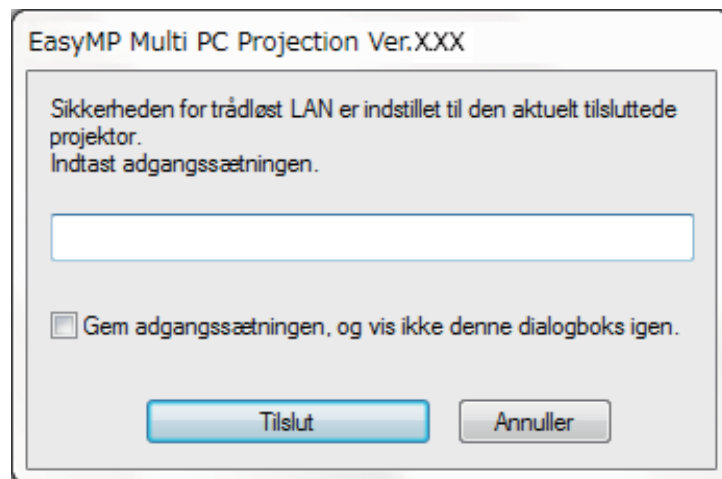 EasyMP Multi PC Projection Ver.XXX
Sikkerheden for trådløst LAN er indstillet til den aktuelt tilsluttede
projektor.
Indtast adgangssætningen.
Gem adgangssætningen, og vis ikke denne dialogboks igen.
Tilslut
Annuller